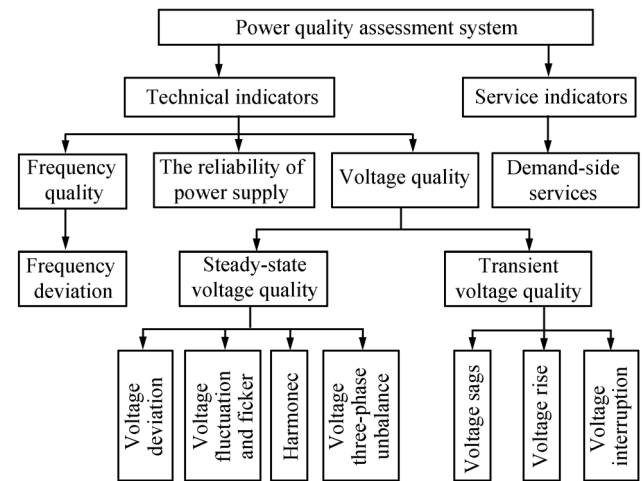 Power quality assessment system
Technical indicators
Service indicators
Frequency
quality
The reliability of
power supply
Voltage quality
Demand-side
services
Frequency
deviation
Steady-state
voltage quality
Transient
voltage quality
Voltage
deviation
Voltage
fluctuation
and ficker
Harmonec
Voltage
three-phase
unbalance
Voltage sags
Voltage rise
Voltage
interruption